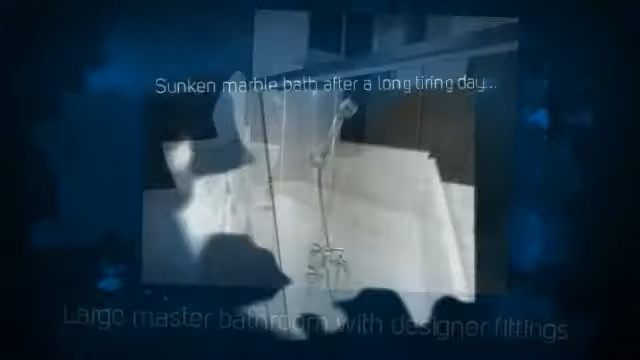 Sunken marble bath after a long tiring day...
Large master bathroom with designer fittings